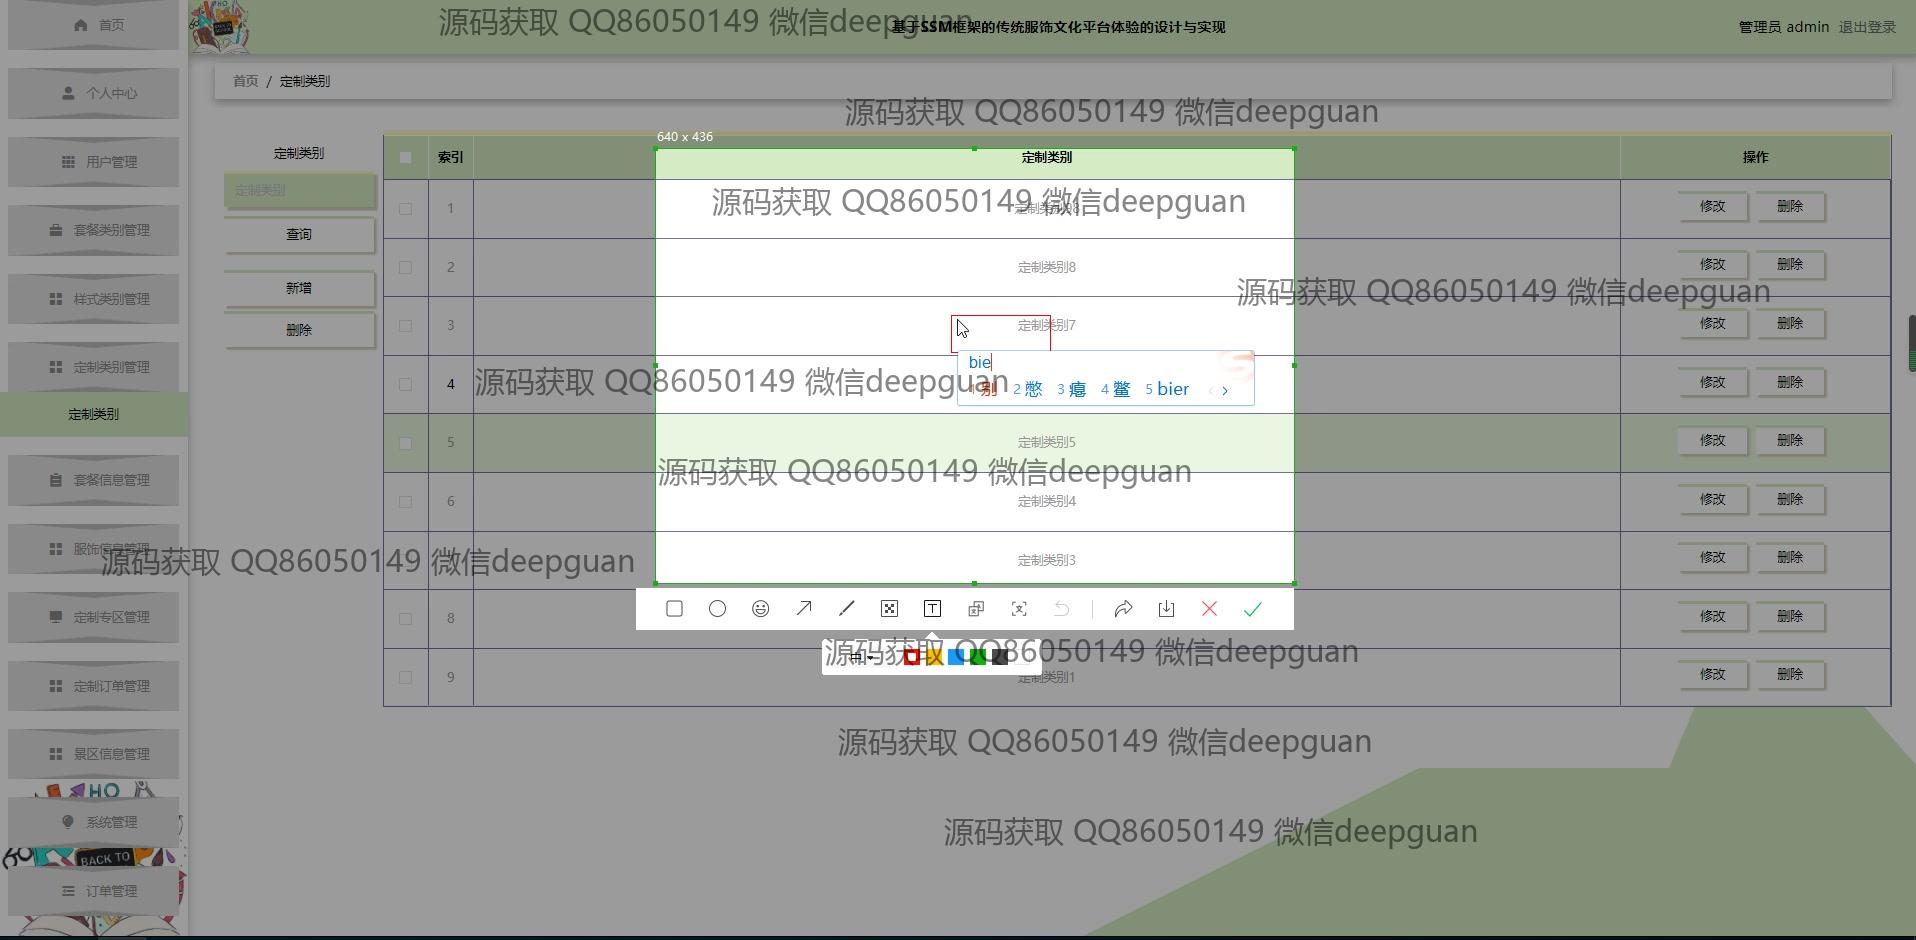 首页
源码获取 QQ86050149 微信deepguan
基于SSM框架的传统服饰文化平台体验的设计与实现
管理员 admin 退出登录
首页 / 定制类别
个人中心
源码获取 QQ86050149 微信deepguan
640 x 436
定制类别
索引
定制类别
操作
用户管理
定制类别
查询
新增
删除
1
源码获取 QQ86050149 微信deepguan
修改 删除
套餐类别管理
2
定制类别8
修改 删除
源码获取 QQ86050149 微信deepguan
样式类别管理
3
定制类别7
修改 删除
定制类别管理
bie
1 别 2 憋 3 瘪 4 鳖 5 bier
4
源码获取 QQ86050149 微信deepguan
修改 删除
定制类别
5
定制类别5
修改 删除
源码获取 QQ86050149 微信deepguan
套餐信息管理
6
定制类别4
修改 删除
服饰信息管理
源码获取 QQ86050149 微信deepguan
定制类别3
修改 删除
定制专区管理
8
修改 删除
源码获取 QQ86050149 微信deepguan
中
定制订单管理
9
定制类别1
修改 删除
景区信息管理
源码获取 QQ86050149 微信deepguan
HO
系统管理
源码获取 QQ86050149 微信deepguan
BACK TO
订单管理